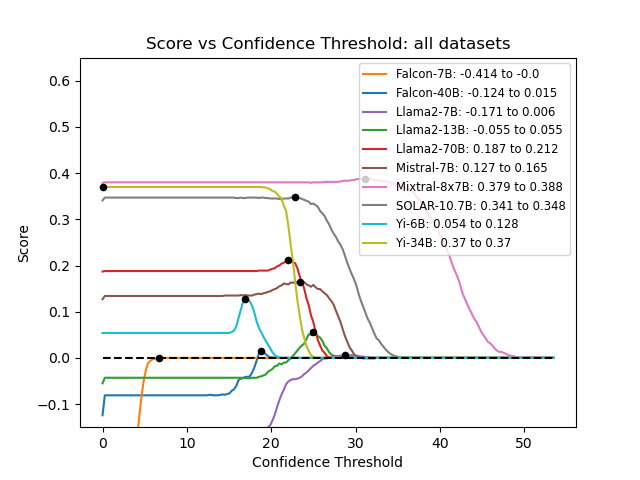 Score vs Confidence Threshold: all datasets
Score
0.6
0.5
0.4
0.3
0.2
0.1
0.0
−0.1
Falcon-7B: -0.414 to -0.0
Falcon-40B: -0.124 to 0.015
Llama2-7B: -0.171 to 0.006
Llama2-13B: -0.055 to 0.055
Llama2-70B: 0.187 to 0.212
Mistral-7B: 0.127 to 0.165
Mixtral-8x7B: 0.379 to 0.388
SOLAR-10.7B: 0.341 to 0.348
Yi-6B: 0.054 to 0.128
Yi-34B: 0.37 to 0.37
0 10 20 30 40 50
Confidence Threshold